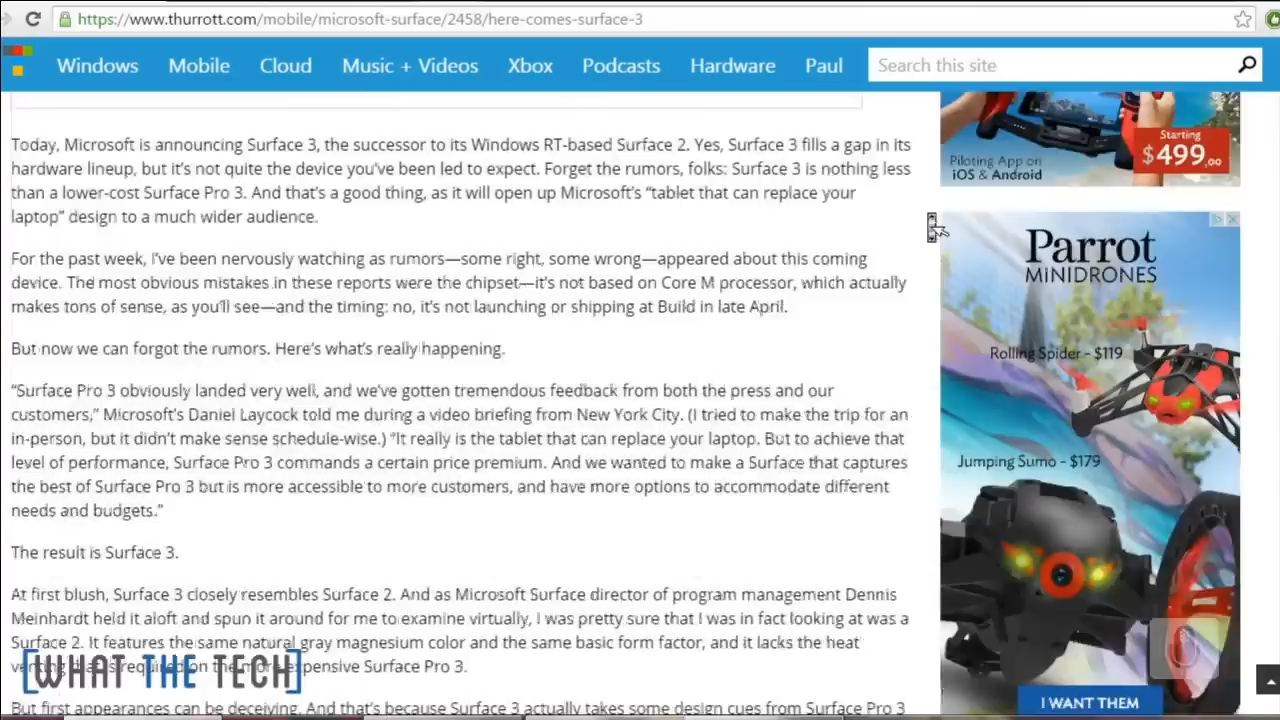 https://www.thurrott.com/mobile/microsoft-surface/2458/here-comes-surface-3
Windows Mobile Cloud Music + Videos Xbox Podcasts Hardware Paul Search this site
Today, Microsoft is announcing Surface 3, the successor to its Windows RT-based Surface 2. Yes, Surface 3 fills a gap in its
hardware lineup, but it's not quite the device you've been led to expect. Forget the rumors, folks: Surface 3 is nothing less
than a lower-cost Surface Pro 3. And that's a good thing, as it will open up Microsoft's “tablet that can replace your
laptop” design to a much wider audience.
For the past week, I've been nervously watching as rumors—some right, some wrong—appeared about this coming
device. The most obvious mistakes in these reports were the chipset—it's not based on Core M processor, which actually
makes tons of sense, as you'll see—and the timing: no, it's not launching or shipping at Build in late April.
But now we can forgot the rumors. Here's what's really happening.
“Surface Pro 3 obviously landed very well, and we've gotten tremendous feedback from both the press and our
customers,” Microsoft's Daniel Laycock told me during a video briefing from New York City. (I tried to make the trip for an
in-person, but it didn't make sense schedule-wise.) “It really is the tablet that can replace your laptop. But to achieve that
level of performance, Surface Pro 3 commands a certain price premium. And we wanted to make a Surface that captures
the best of Surface Pro 3 but is more accessible to more customers, and have more options to accommodate different
needs and budgets.”
The result is Surface 3.
At first blush, Surface 3 closely resembles Surface 2. And as Microsoft Surface director of program management Dennis
Meinhardt held it aloft and spun it around for me to examine virtually, I was pretty sure that I was in fact looking at was a
Surface 2. It features the same natural gray magnesium color and the same basic form factor, and it lacks the heat
required on the more expensive Surface Pro 3.
But first appearances can be deceiving. And that's because Surface 3 actually takes some design cues from Surface Pro 3
[WHAT THE TECH]
Starting
$499.00
Piloting App on
iOS & Android
Parrot
MINIDRONES
Rolling Spider - $119
Jumping Sumo - $179
I WANT THEM